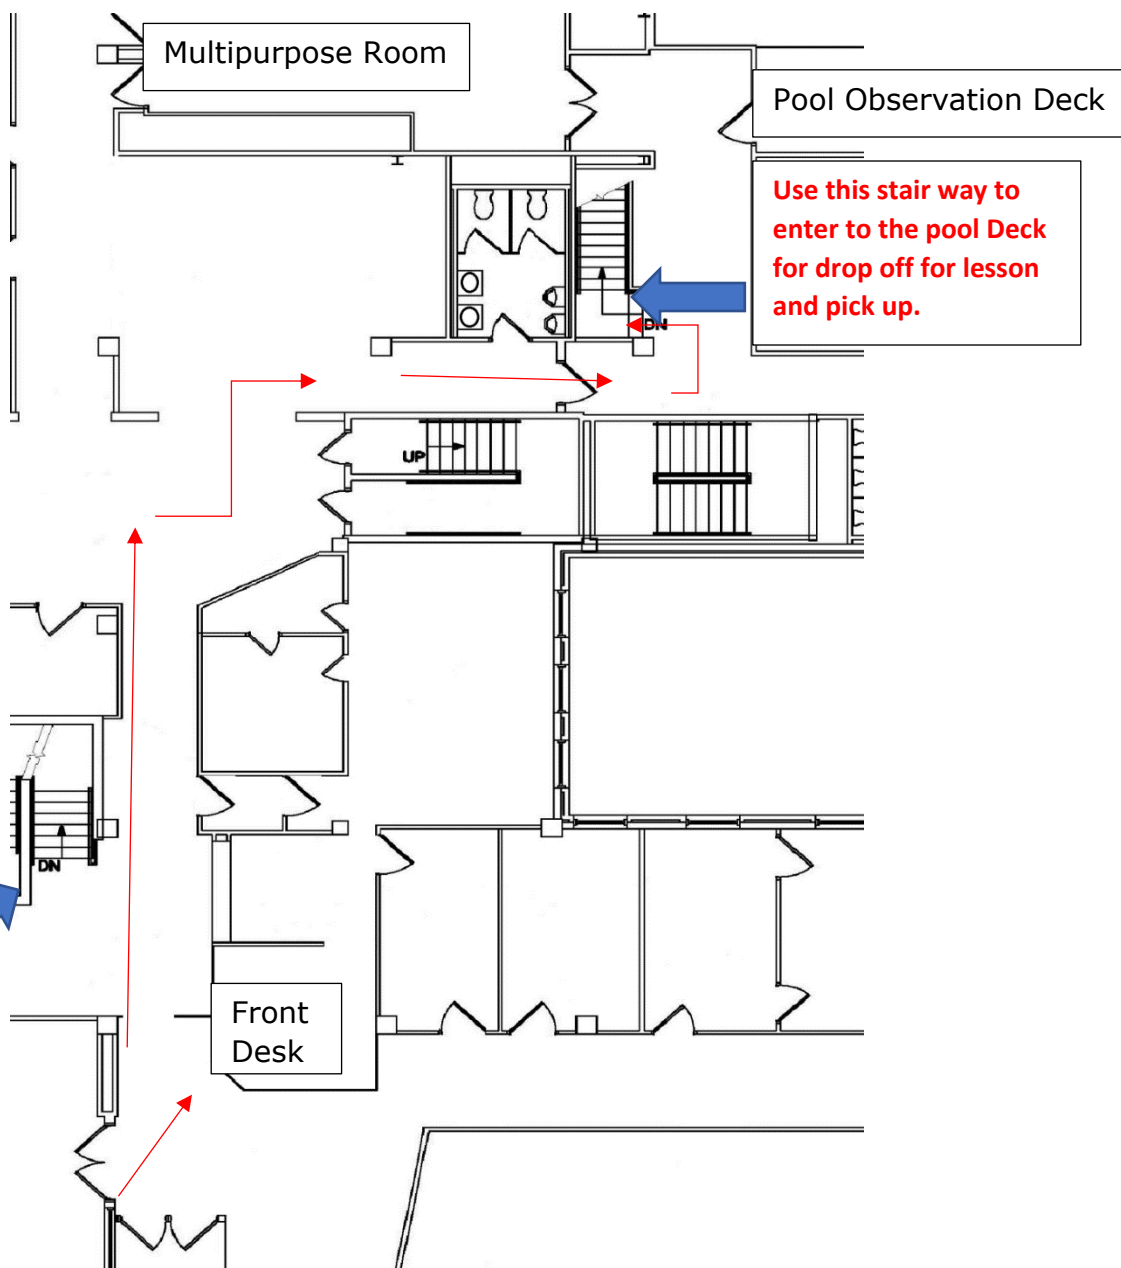 Multipurpose Room
Pool Observation Deck
Use this stair way to
enter to the pool Deck
for drop off for lesson
and pick up.
DN
UP
DN
Front
Desk